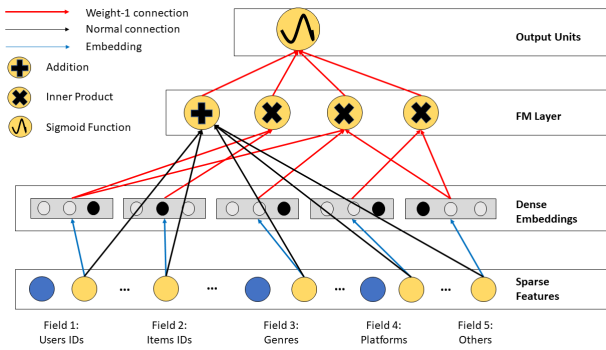 Weight-1 connection
Normal connection
Embedding
Addition
Inner Product
Sigmoid Function
Output Units
FM Layer
Dense
Embeddings
Sparse
Features
... ... ... ...
Field 1:
Users IDs
Field 2:
Items IDs
Field 3:
Genres
Field 4:
Platforms
Field 5:
Others